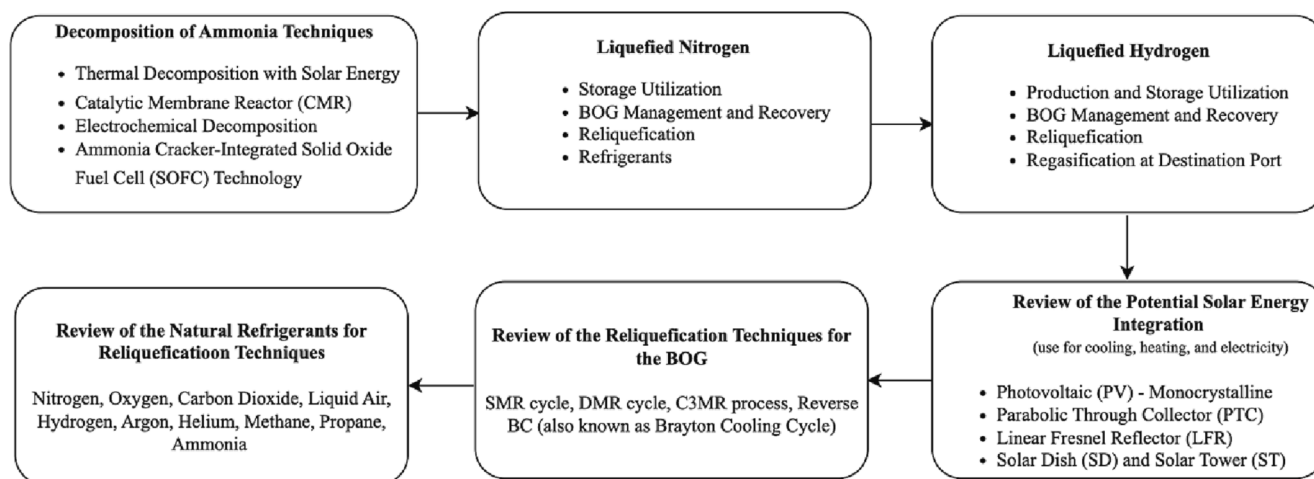 Decomposition of Ammonia Techniques
• Thermal Decomposition with Solar Energy
• Catalytic Membrane Reactor (CMR)
• Electrochemical Decomposition
• Ammonia Cracker-Integrated Solid Oxide
Fuel Cell (SOFC) Technology
Liquefied Nitrogen
• Storage Utilization
• BOG Management and Recovery
• Reliquefication
• Refrigerants
Liquefied Hydrogen
• Production and Storage Utilization
• BOG Management and Recovery
• Reliquefication
• Regasification at Destination Port
Review of the Potential Solar Energy
Integration
(use for cooling, heating, and electricity)
• Photovoltaic (PV) - Monocrystalline
• Parabolic Through Collector (PTC)
• Linear Fresnel Reflector (LFR)
• Solar Dish (SD) and Solar Tower (ST)
Review of the Reliquefication Techniques for
the BOG
SMR cycle, DMR cycle, C3MR process, Reverse
BC (also known as Brayton Cooling Cycle)
Review of the Natural Refrigerants for
Reliqueficatioon Techniques
Nitrogen, Oxygen, Carbon Dioxide, Liquid Air,
Hydrogen, Argon, Helium, Methane, Propane,
Ammonia